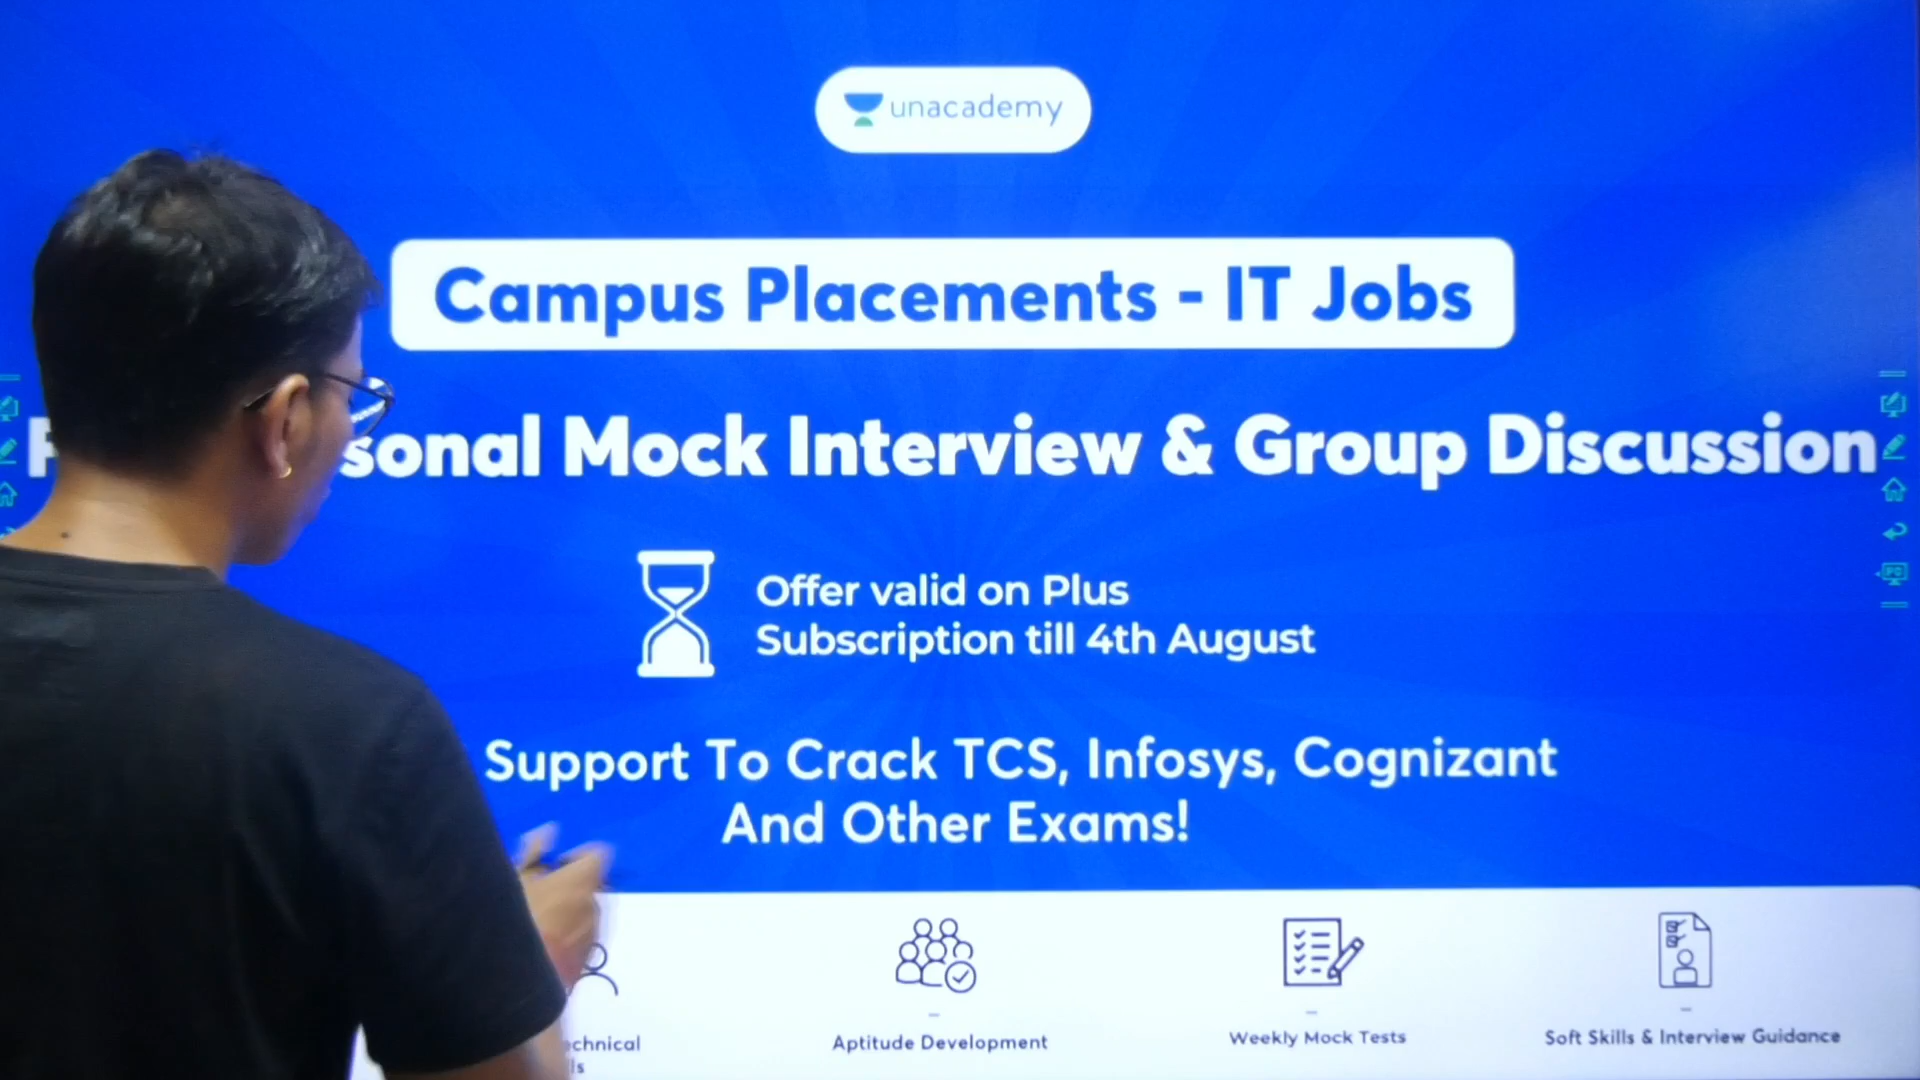 unacademy
Campus Placements - IT Jobs
Mock Interview & Group Discussion
Offer valid on Plus
Subscription till 4th August
Support To Crack TCS, Infosys, Cognizant
And Other Exams!
Aptitude Development
Weekly Mock Tests
Soft Skills & Interview Guidance